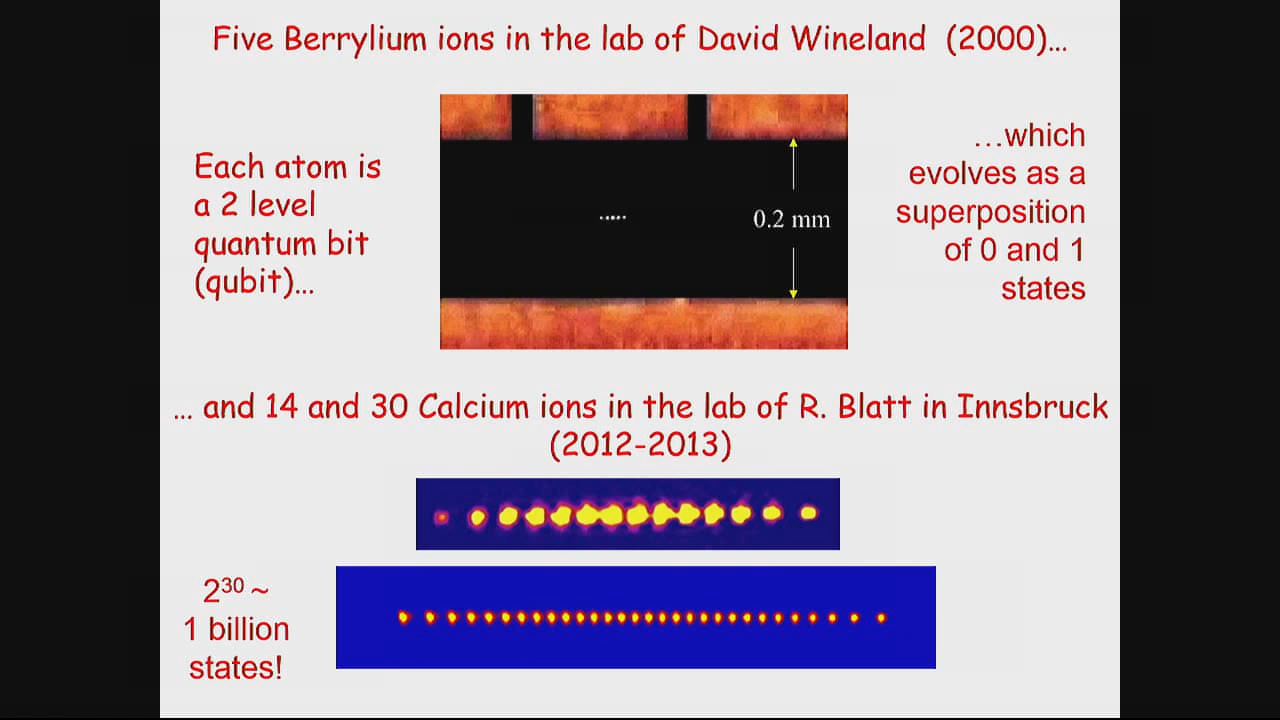 Five Berrylium ions in the lab of David Wineland (2000)...
Each atom is
a 2 level
quantum bit
(qubit)...
0.2 mm
...which
evolves as a
superposition
of 0 and 1
states
... and 14 and 30 Calcium ions in the lab of R. Blatt in Innsbruck
(2012-2013)
2³⁰ ~
1 billion
states!